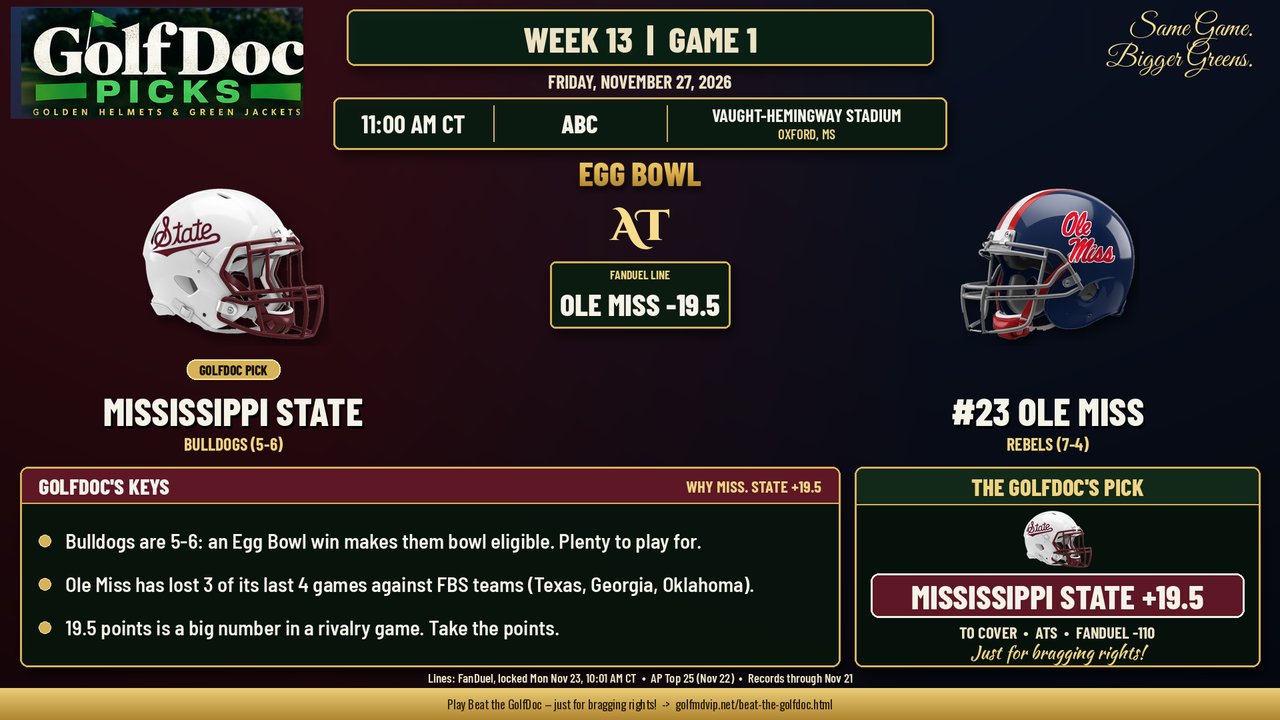 GolfDoc
PICKS
GOLDEN HELMETS & GREEN JACKETS
WEEK 13 | GAME 1
FRIDAY, NOVEMBER 27, 2026
11:00 AM CT
ABC
VAUGHT-HEMINGWAY STADIUM
OXFORD, MS
Same Game.
Bigger Greens.
EGG BOWL
AT
FANDUEL LINE
OLE MISS -19.5
State
Ole
Miss
GOLFDOC PICK
MISSISSIPPI STATE
BULLDOGS (5-6)
#23 OLE MISS
REBELS (7-4)
GOLFDOC'S KEYS
WHY MISS. STATE +19.5
Bulldogs are 5-6: an Egg Bowl win makes them bowl eligible. Plenty to play for.
Ole Miss has lost 3 of its last 4 games against FBS teams (Texas, Georgia, Oklahoma).
19.5 points is a big number in a rivalry game. Take the points.
THE GOLFDOC'S PICK
State
MISSISSIPPI STATE +19.5
TO COVER • ATS • FANDUEL -110
Just for bragging rights!
Lines: FanDuel, locked Mon Nov 23, 10:01 AM CT • AP Top 25 (Nov 22) • Records through Nov 21
Play Beat the GolfDoc – just for bragging rights! -> golfmdvip.net/beat-the-golfdoc.html